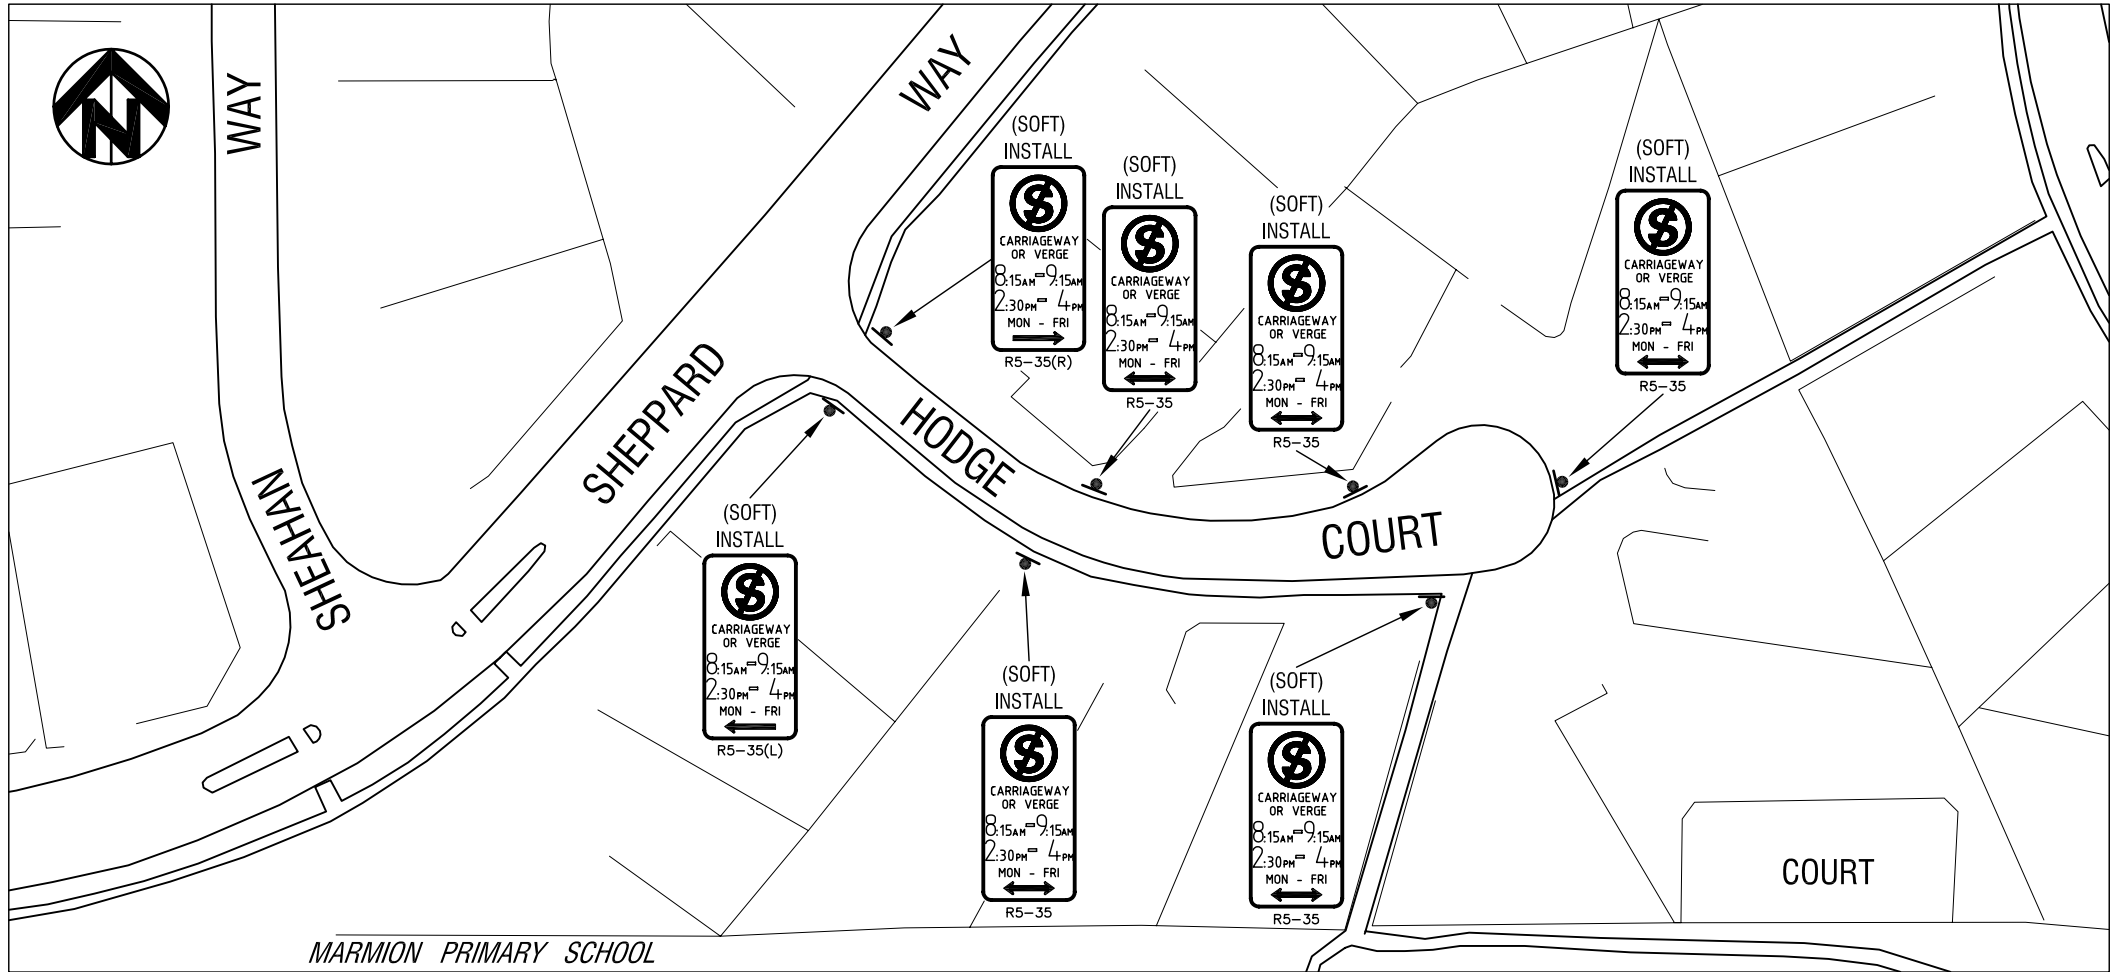 N
WAY
WAY
SHEPPARD
SHEAHAN
HODGE
COURT
(SOFT)
INSTALL
S
CARRIAGEWAY
OR VERGE
8:15AM-9:15AM
2:30PM- 4PM
MON - FRI
R5-35(R)
(SOFT)
INSTALL
S
CARRIAGEWAY
OR VERGE
8:15AM-9:15AM
2:30PM- 4PM
MON - FRI
R5-35
(SOFT)
INSTALL
S
CARRIAGEWAY
OR VERGE
8:15AM-9:15AM
2:30PM- 4PM
MON - FRI
R5-35
(SOFT)
INSTALL
S
CARRIAGEWAY
OR VERGE
8:15AM-9:15AM
2:30PM- 4PM
MON - FRI
R5-35
(SOFT)
INSTALL
S
CARRIAGEWAY
OR VERGE
8:15AM-9:15AM
2:30PM- 4PM
MON - FRI
R5-35(L)
(SOFT)
INSTALL
S
CARRIAGEWAY
OR VERGE
8:15AM-9:15AM
2:30PM- 4PM
MON - FRI
R5-35
(SOFT)
INSTALL
S
CARRIAGEWAY
OR VERGE
8:15AM-9:15AM
2:30PM- 4PM
MON - FRI
R5-35
COURT
MARMION PRIMARY SCHOOL